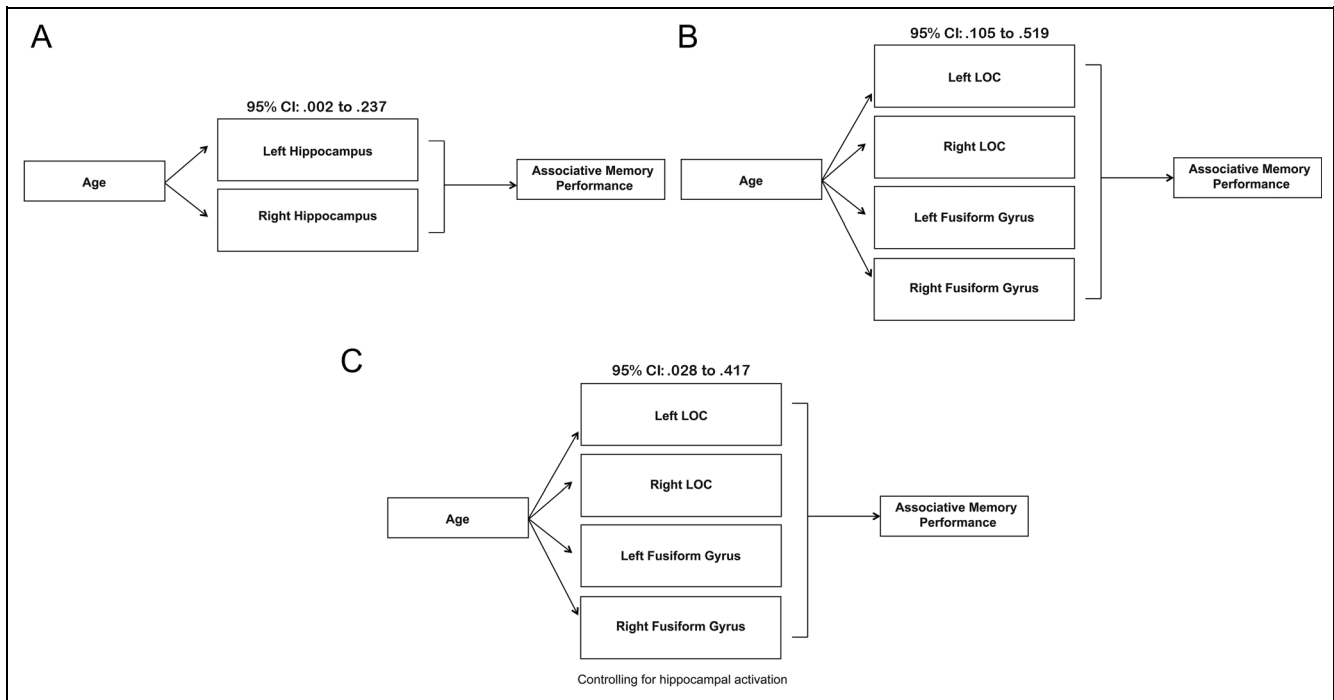 A
95% CI: .002 to .237
Left Hippocampus
Right Hippocampus
Age
Associative Memory
Performance
B
95% CI: .105 to .519
Left LOC
Right LOC
Left Fusiform Gyrus
Right Fusiform Gyrus
Age
Associative Memory
Performance
C
95% CI: .028 to .417
Left LOC
Right LOC
Left Fusiform Gyrus
Right Fusiform Gyrus
Age
Associative Memory
Performance
Controlling for hippocampal activation